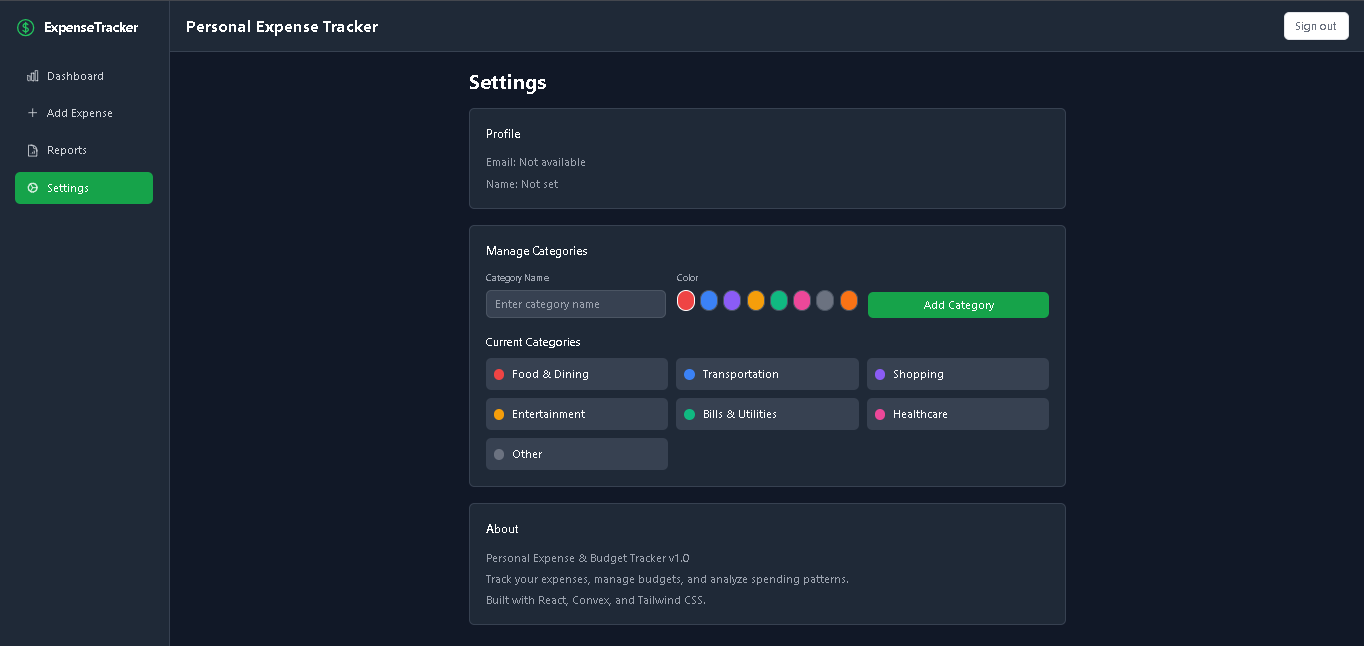 ExpenseTracker
Personal Expense Tracker
Sign out
Dashboard
Add Expense
Reports
Settings
Settings
Profile
Email: Not available
Name: Not set
Manage Categories
Category Name
Color
Enter category name
Add Category
Current Categories
Food & Dining
Transportation
Shopping
Entertainment
Bills & Utilities
Healthcare
Other
About
Personal Expense & Budget Tracker v1.0
Track your expenses, manage budgets, and analyze spending patterns.
Built with React, Convex, and Tailwind CSS.